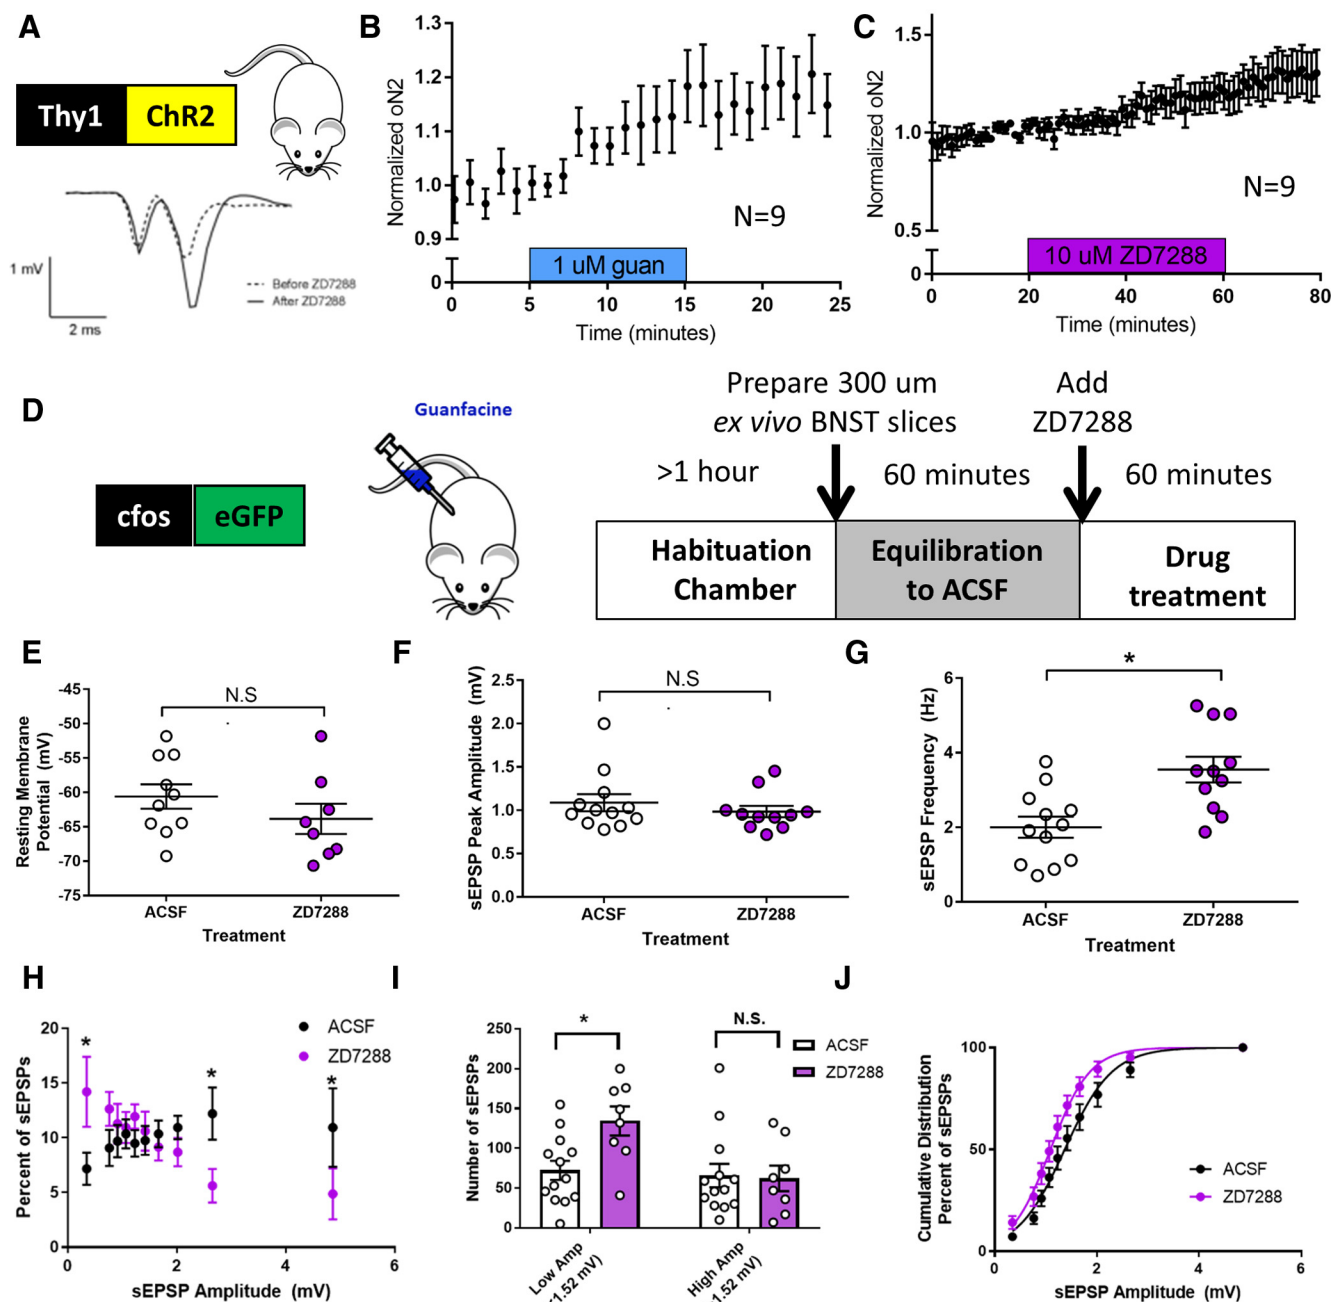 A
Thy1 ChR2
1 mV
2 ms
Before ZD7288
After ZD7288
B
Normalized oN2
1.3
1.2
1.1
1.0
0.9
0
N=9
1 uM guan
0 5 10 15 20 25
Time (minutes)
C
Normalized oN2
1.5
1.0
0.5
0
N=9
10 uM ZD7288
0 20 40 60 80
Time (minutes)
D
cfos eGFP
Guanfacine
Prepare 300 um
ex vivo BNST slices
Add
ZD7288
>1 hour
60 minutes
60 minutes
Habituation
Chamber
Equilibration
to ACSF
Drug
treatment
E
Resting Membrane
Potential (mV)
-45
-50
-55
-60
-65
-70
-75
N.S
ACSF ZD7288
Treatment
F
sEPSP Peak Amplitude (mV)
2.5
2.0
1.5
1.0
0.5
0.0
N.S
ACSF ZD7288
Treatment
G
sEPSP Frequency (Hz)
6
4
2
0
*
ACSF ZD7288
Treatment
H
Percent of sEPSPs
20
15
10
5
0
* * *
ACSF
ZD7288
0 2 4 6
sEPSP Amplitude (mV)
I
Number of sEPSPs
250
200
150
100
50
0
*
N.S.
ACSF
ZD7288
Low Amp
1.52 mV)
High Amp
1.52 mV)
J
Cumulative Distribution
Percent of sEPSPs
100
50
0
ACSF
ZD7288
0 2 4 6
sEPSP Amplitude (mV)